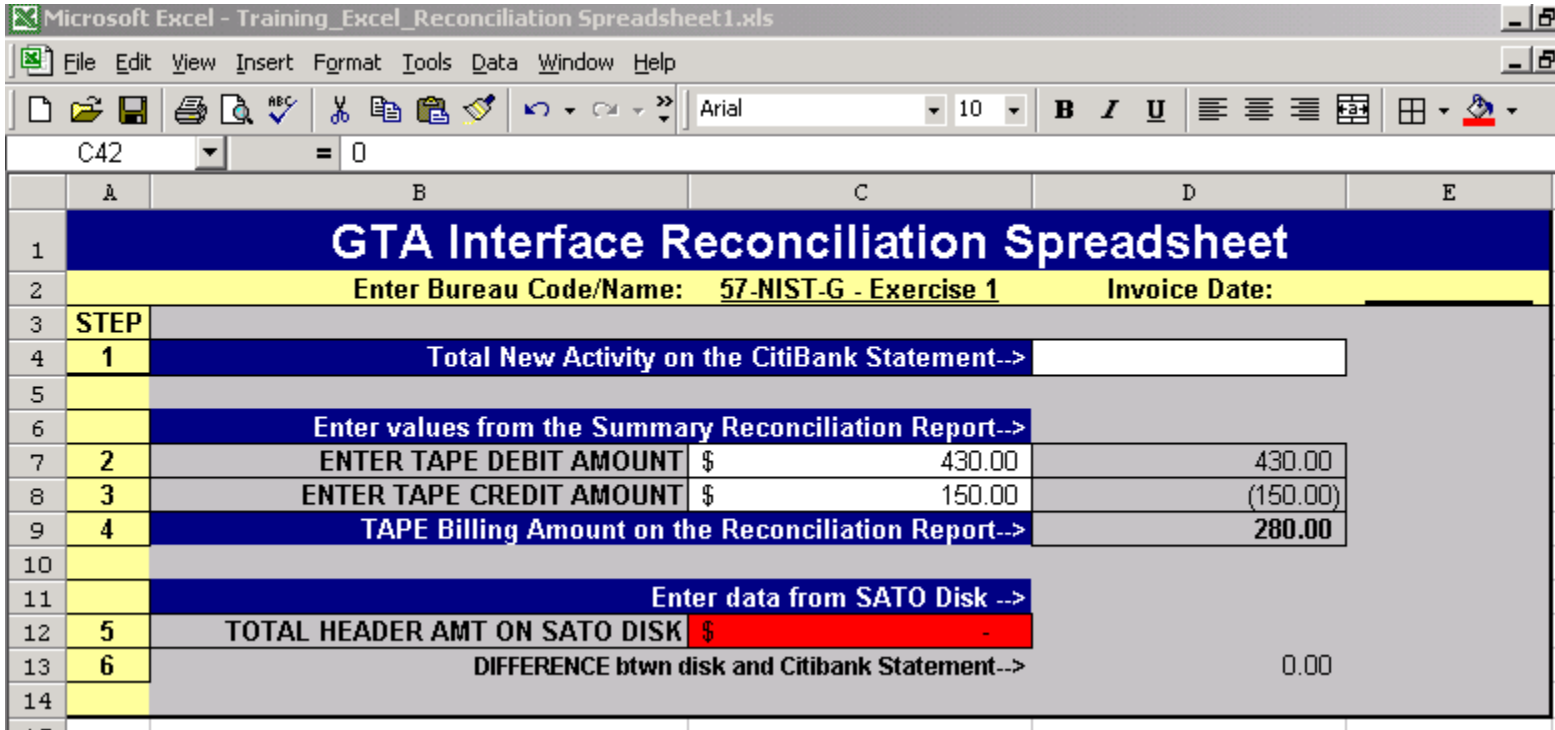 Microsoft Excel - Training_Excel_Reconciliation Spreadsheet1.xls
File Edit View Insert Format Tools Data Window Help
ABC Arial 10 B I U
C42 = 0
A B C D E
1 GTA Interface Reconciliation Spreadsheet
2 Enter Bureau Code/Name: 57-NIST-G - Exercise 1 Invoice Date:
3 STEP
4 1 Total New Activity on the CitiBank Statement-->
5
6 Enter values from the Summary Reconciliation Report-->
7 2 ENTER TAPE DEBIT AMOUNT $ 430.00 430.00
8 3 ENTER TAPE CREDIT AMOUNT $ 150.00 (150.00)
9 4 TAPE Billing Amount on the Reconciliation Report--> 280.00
10
11 Enter data from SATO Disk -->
12 5 TOTAL HEADER AMT ON SATO DISK $ -
13 6 DIFFERENCE btwn disk and Citibank Statement--> 0.00
14